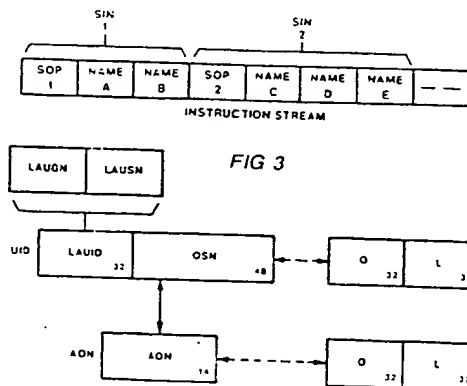 SIN 1
SIN 2
SOP 1 NAME A NAME B SOP 2 NAME C NAME D NAME E
INSTRUCTION STREAM
FIG 3
LAUGN LAUSN
UID LAUID 32 OSN 48 O 32 L
AON AON 14 O 32 L